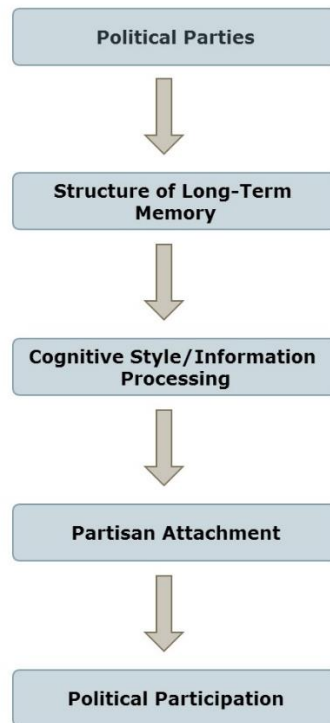 Political Parties
Structure of Long-Term
Memory
Cognitive Style/Information
Processing
Partisan Attachment
Political Participation